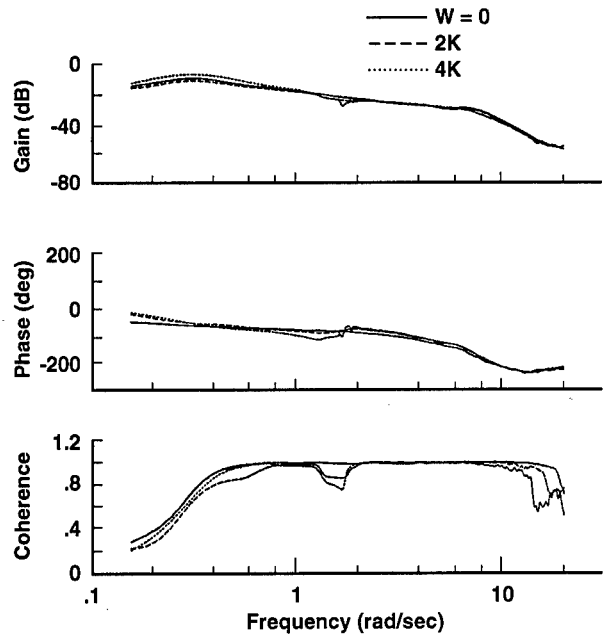 W = 0
2K
4K
Gain (dB)
0
-40
-80
Phase (deg)
200
0
-200
Coherence
1.2
.8
.4
0
.1
1
10
Frequency (rad/sec)